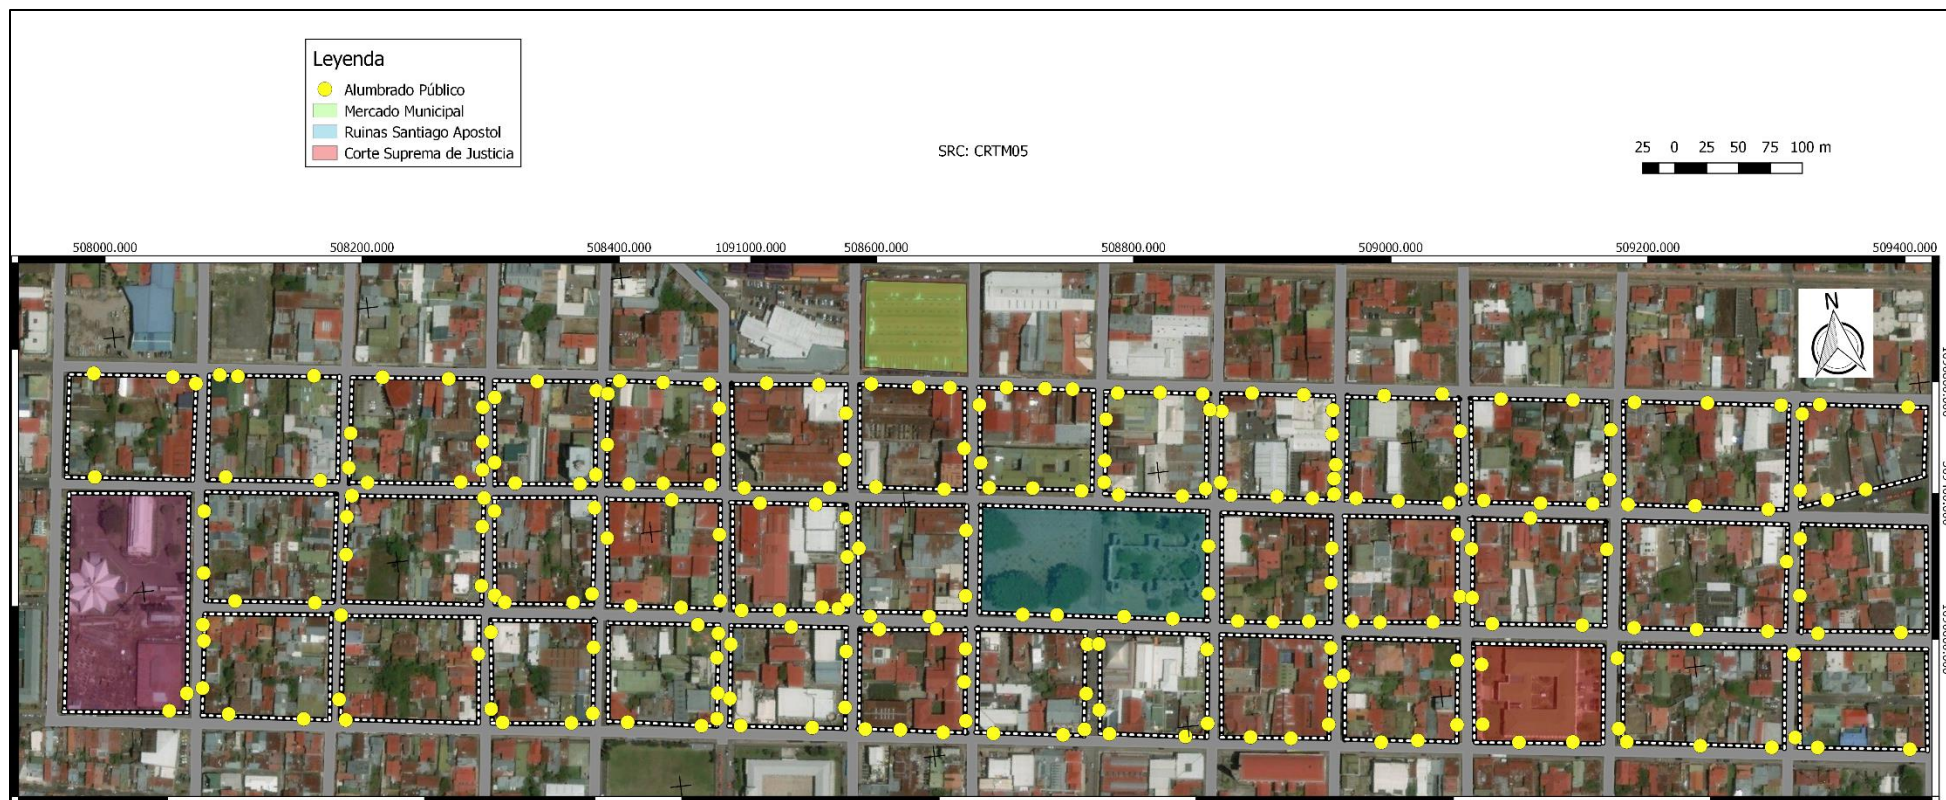 Leyenda
Alumbrado Público
Mercado Municipal
Ruinas Santiago Apostol
Corte Suprema de Justicia
SRC: CRTM05
25 0 25 50 75 100 m
508000.000 508200.000 508400.000 1091000.000 508600.000 508800.000 509000.000 509200.000 509400.000
N